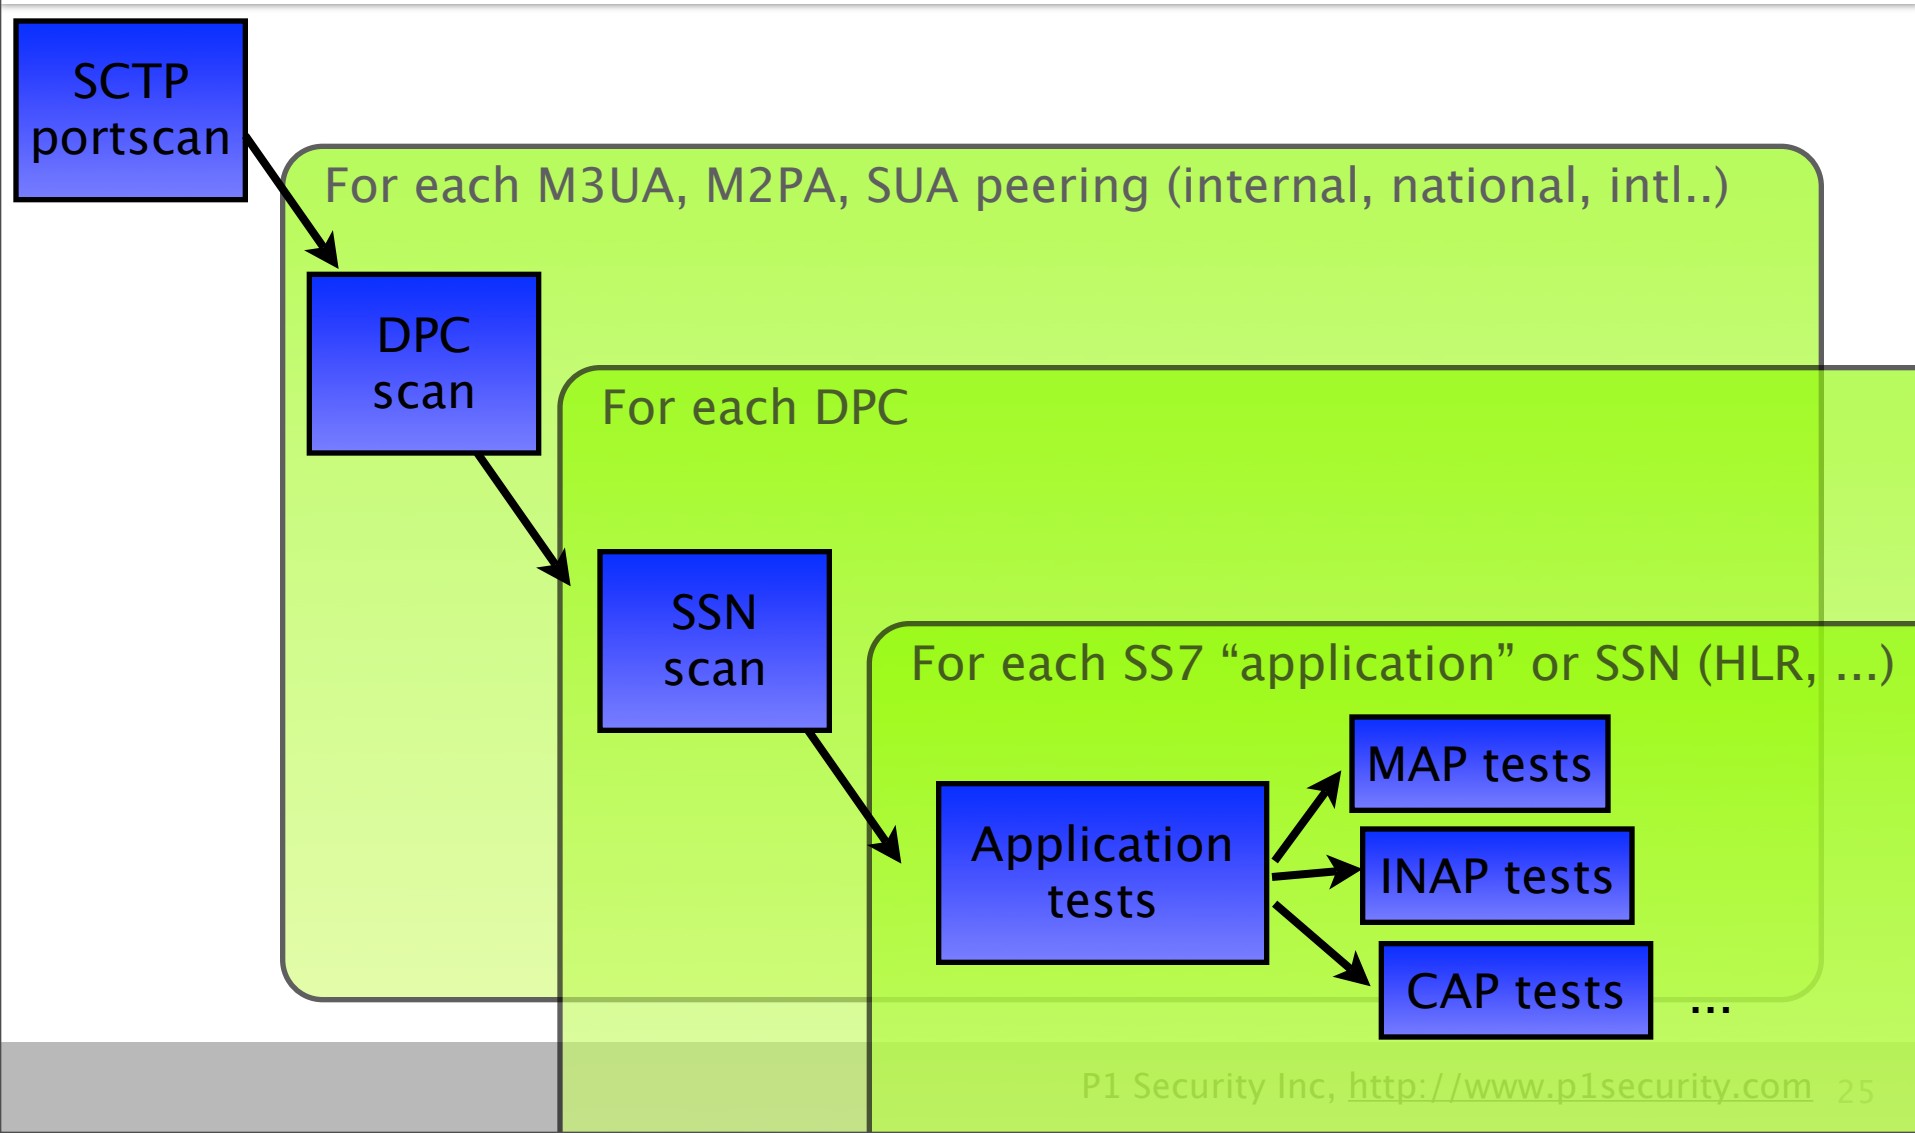 SCTP
portscan
For each M3UA, M2PA, SUA peering (internal, national, intl..)
DPC
scan
For each DPC
SSN
scan
For each SS7 “application” or SSN (HLR, ...)
Application
tests
MAP tests
INAP tests
CAP tests
...
P1 Security Inc, http://www.p1security.com 25